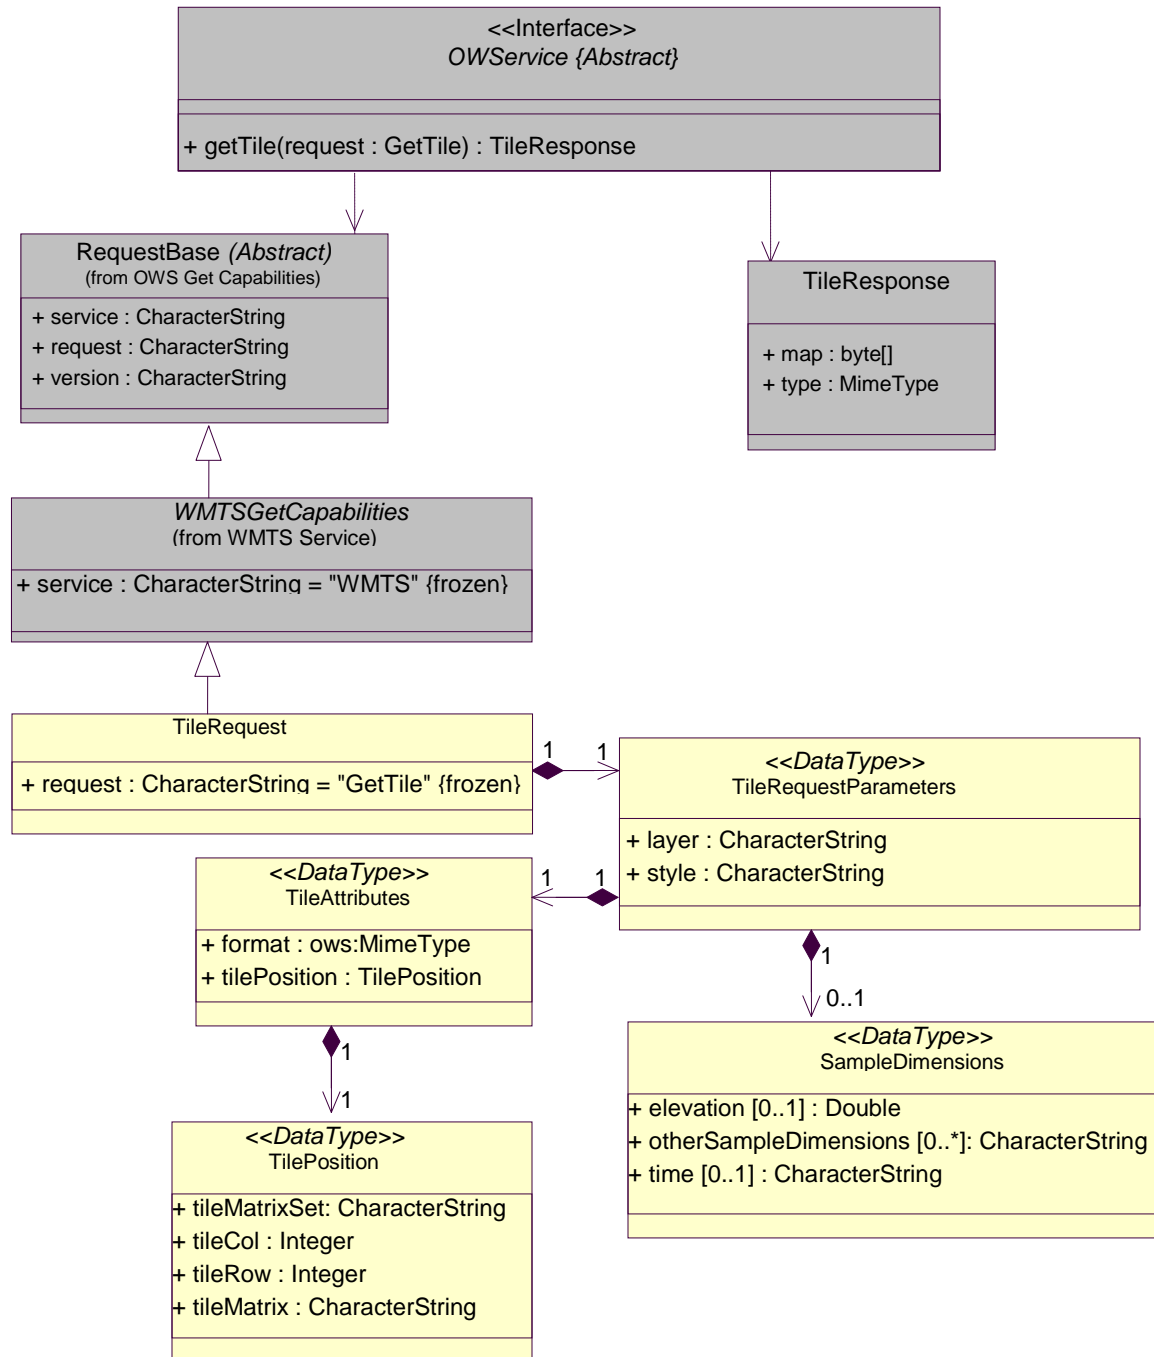 <<Interface>>
OWService {Abstract}
+ getTile(request : GetTile) : TileResponse
RequestBase (Abstract)
(from OWS Get Capabilities)
+ service : CharacterString
+ request : CharacterString
+ version : CharacterString
TileResponse
+ map : byte[]
+ type : MimeType
WMTSGetCapabilities
(from WMTS Service)
+ service : CharacterString = "WMTS" {frozen}
TileRequest
+ request : CharacterString = "GetTile" {frozen}
1
1
<<DataType>>
TileRequestParameters
+ layer : CharacterString
+ style : CharacterString
1
1
<<DataType>>
TileAttributes
+ format : ows:MimeType
+ tilePosition : TilePosition
1
0..1
<<DataType>>
SampleDimensions
+ elevation [0..1] : Double
+ otherSampleDimensions [0..*]: CharacterString
+ time [0..1] : CharacterString
1
1
<<DataType>>
TilePosition
+ tileMatrixSet: CharacterString
+ tileCol : Integer
+ tileRow : Integer
+ tileMatrix : CharacterString